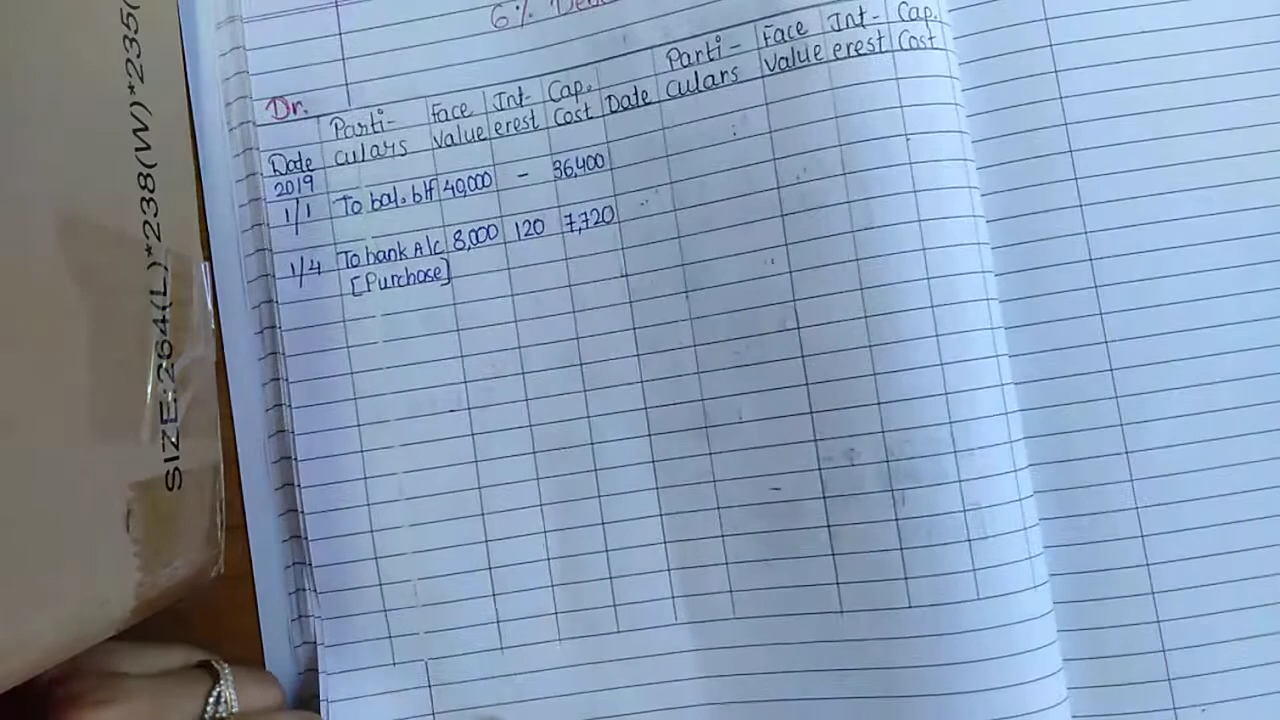 SIZE:264(L)*238(W)*235(
6%
Dr.
Date Parti-culars Face Value Int-erest Cap. Cost Date Parti-culars Face Value Int-erest Cap. Cost
2019
1/1 To bal. b/f 40,000 - 36,400
1/4 To bank A/c 8,000 120 7,720
[Purchase]